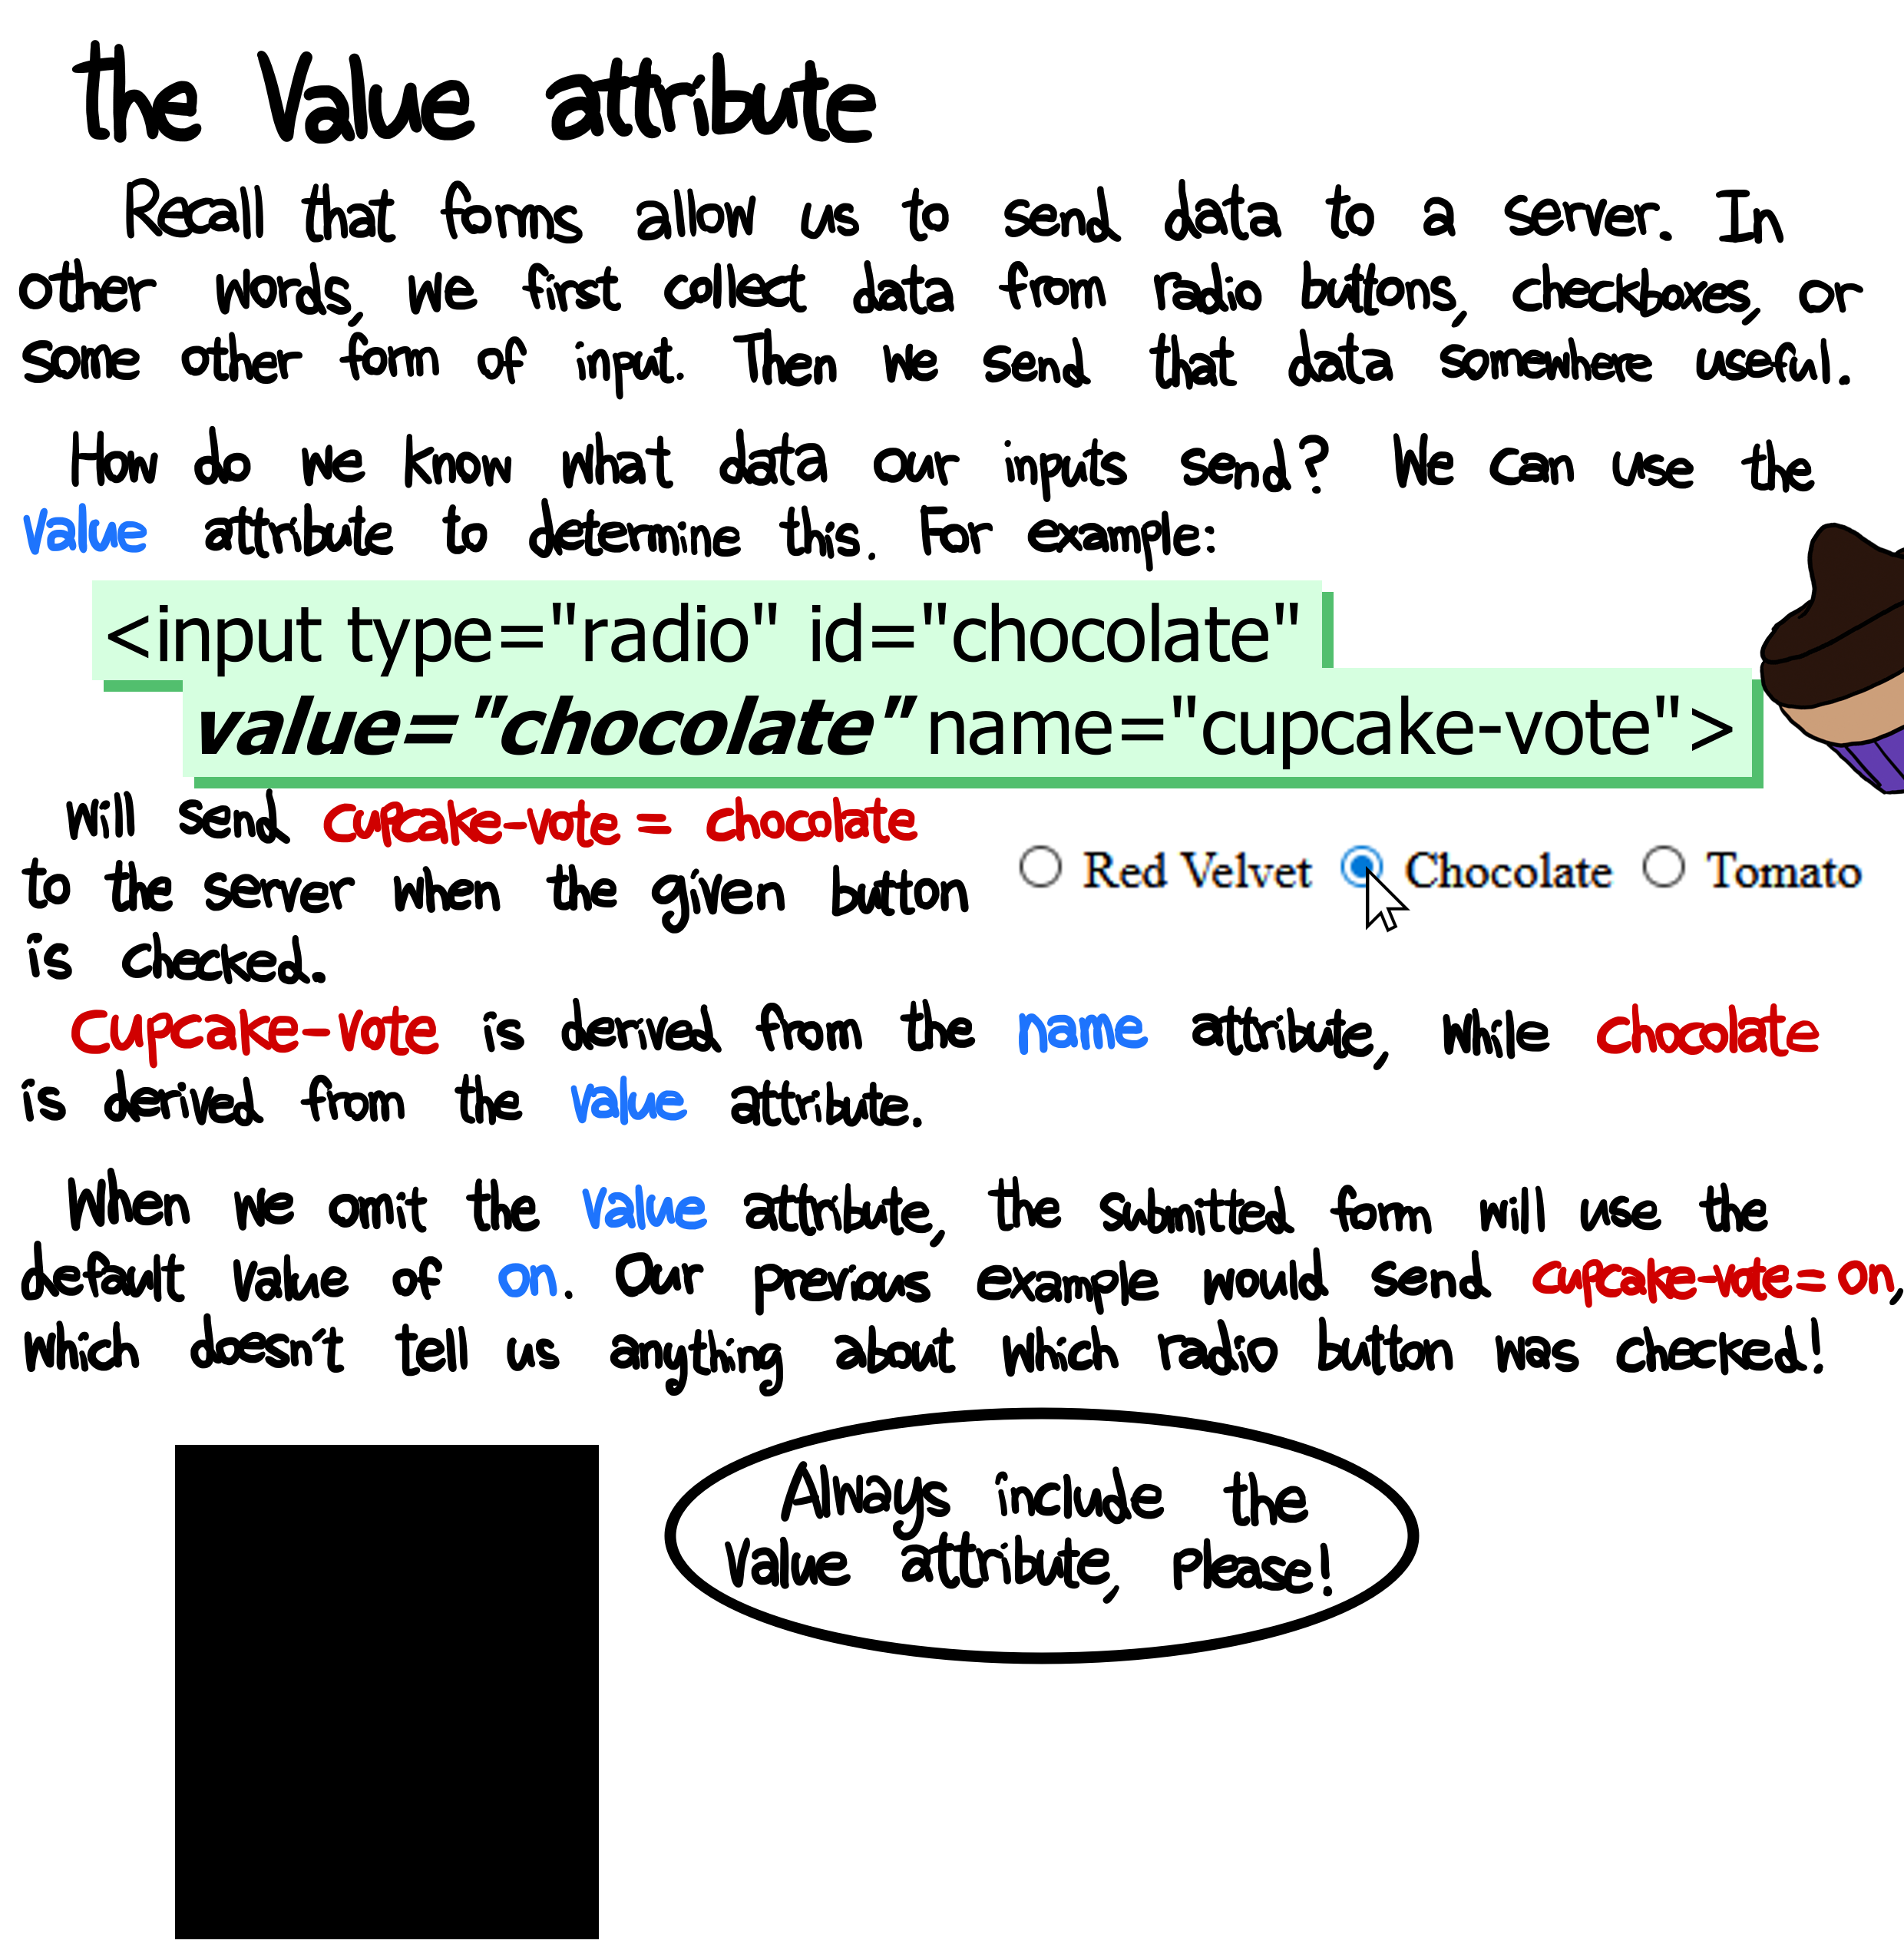 the Value attribute
Recall that forms allow us to send data to a server. In
other words, we first collect data from radio buttons, checkboxes, or
some other form of input. Then we send that data somewhere useful.
How do we know what data our inputs send? We can use the
value attribute to determine this. For example:
<input type="radio" id="chocolate"
value="chocolate" name="cupcake-vote">
Will send cupcake-vote = chocolate
to the server when the given button
is checked.
Red Velvet Chocolate Tomato
Cupcake-vote is derived from the name attribute, while chocolate
is derived from the value attribute.
When we omit the value attribute, the submitted form will use the
default value of on. Our previous example would send cupcake-vote=on,
which doesn't tell us anything about which radio button was checked!
Always include the
value attribute, please!